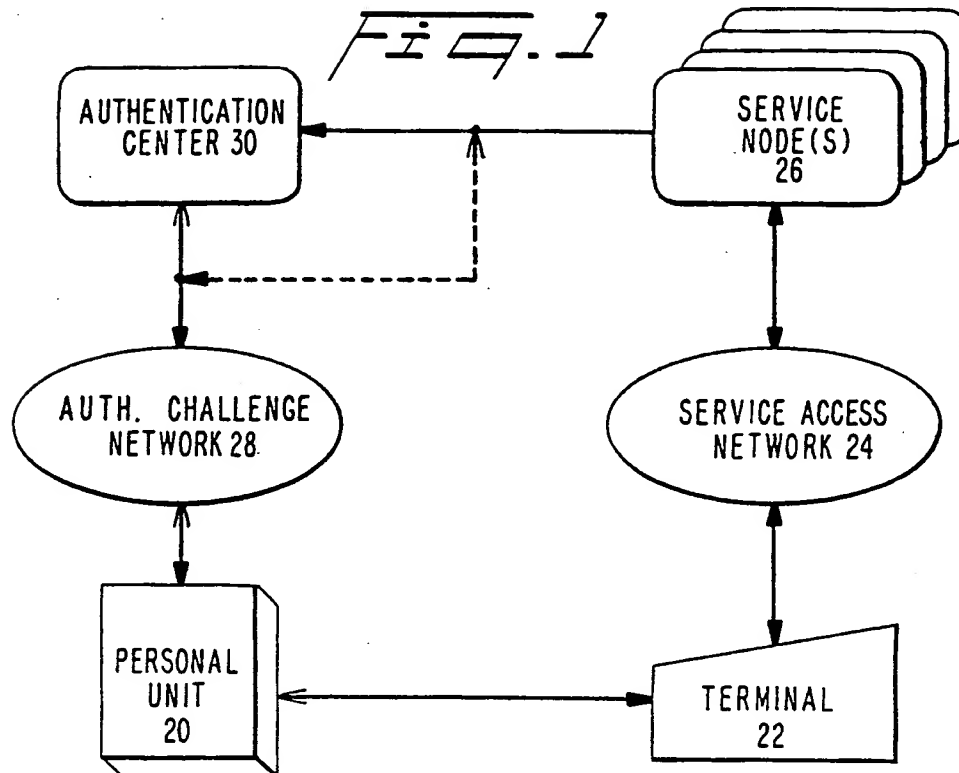 Fig. 1
AUTHENTICATION
CENTER 30
SERVICE
NODE(S)
26
AUTH. CHALLENGE
NETWORK 28
SERVICE ACCESS
NETWORK 24
PERSONAL
UNIT
20
TERMINAL
22